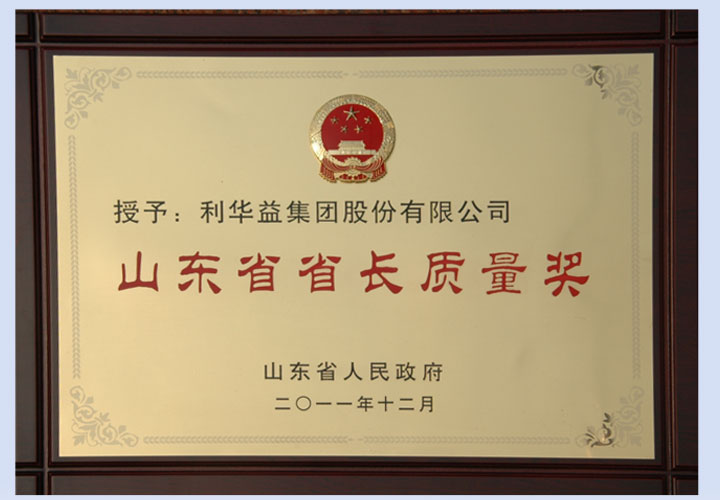 授予：利华益集团股份有限公司
山东省省长质量奖
山东省人民政府
二〇一一年十二月